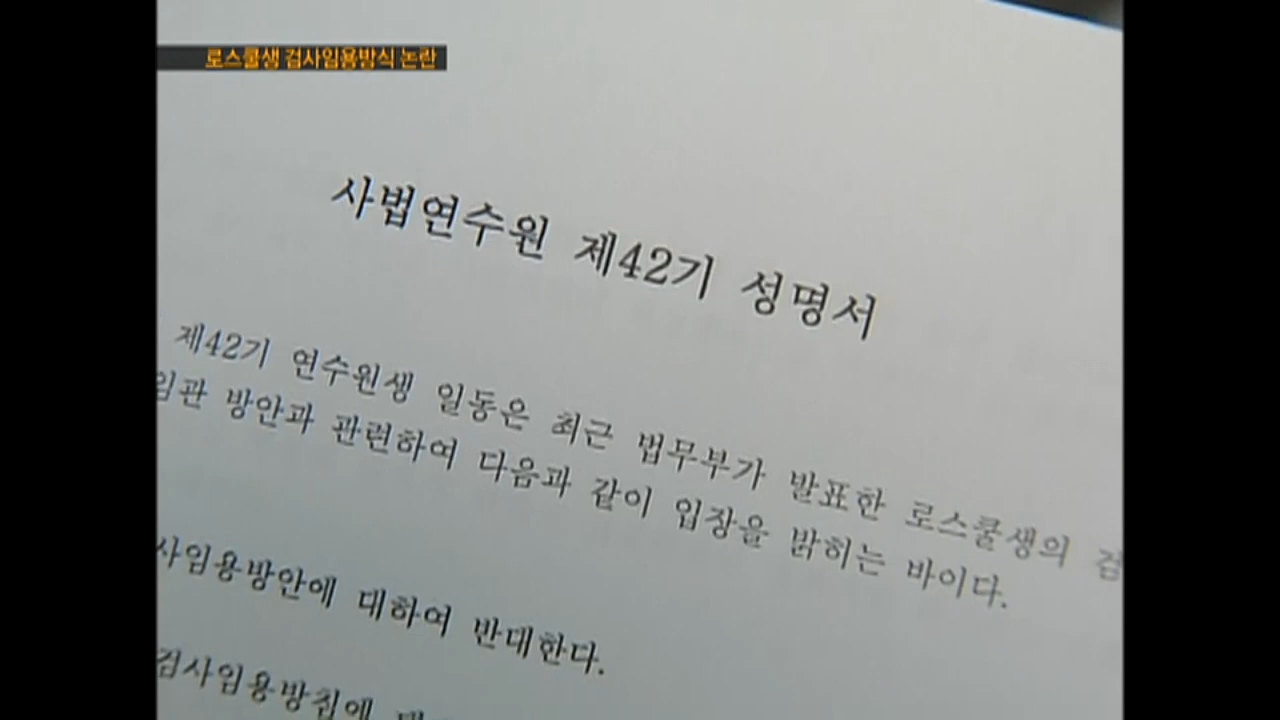 로스쿨생 검사임용방식 논란
사법연수원 제42기 성명서
제42기 연수원생 일동은 최근 법무부가 발표한 로스쿨생의 검
임관 방안과 관련하여 다음과 같이 입장을 밝히는 바이다.
사임용방안에 대하여 반대한다.
검사임용방침에